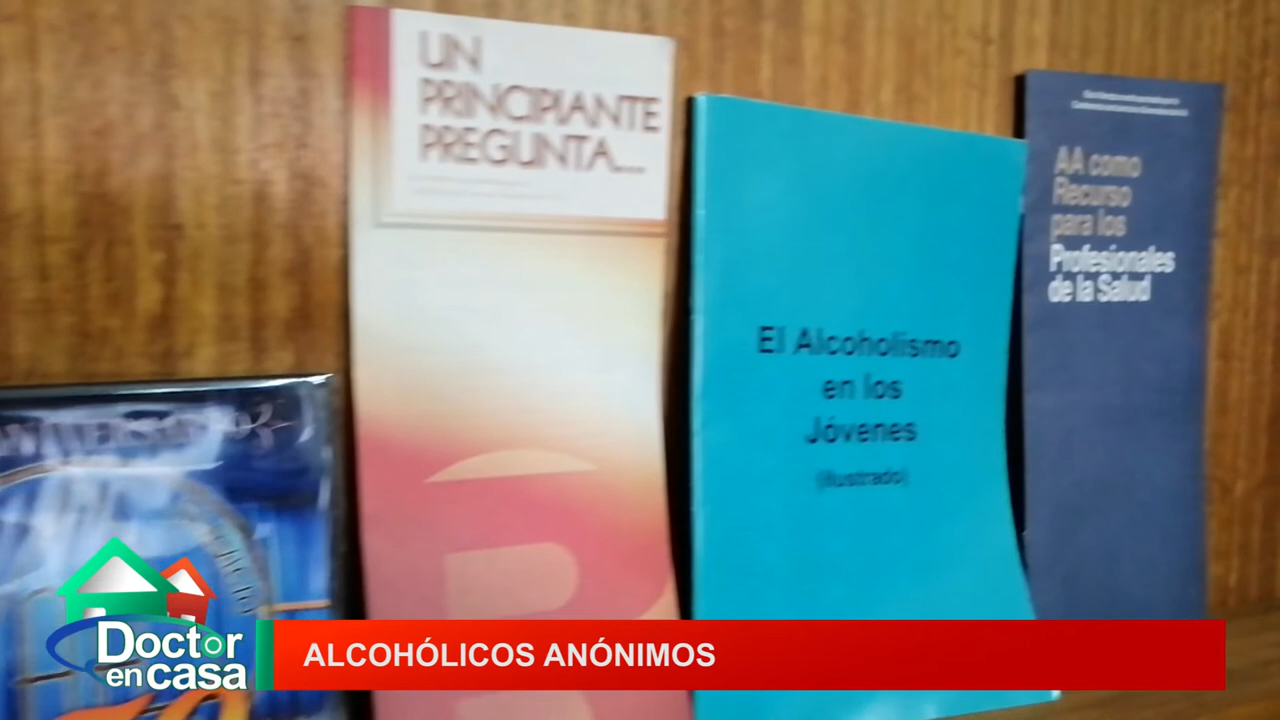 UN
PRINCIPIANTE
PREGUNTA...
El Alcoholismo
en los
Jóvenes
(Ilustrado)
AA como
Recurso
para los
Profesionales
de la Salud
ANIVERSARIO
Doctor
en casa
ALCOHÓLICOS ANÓNIMOS